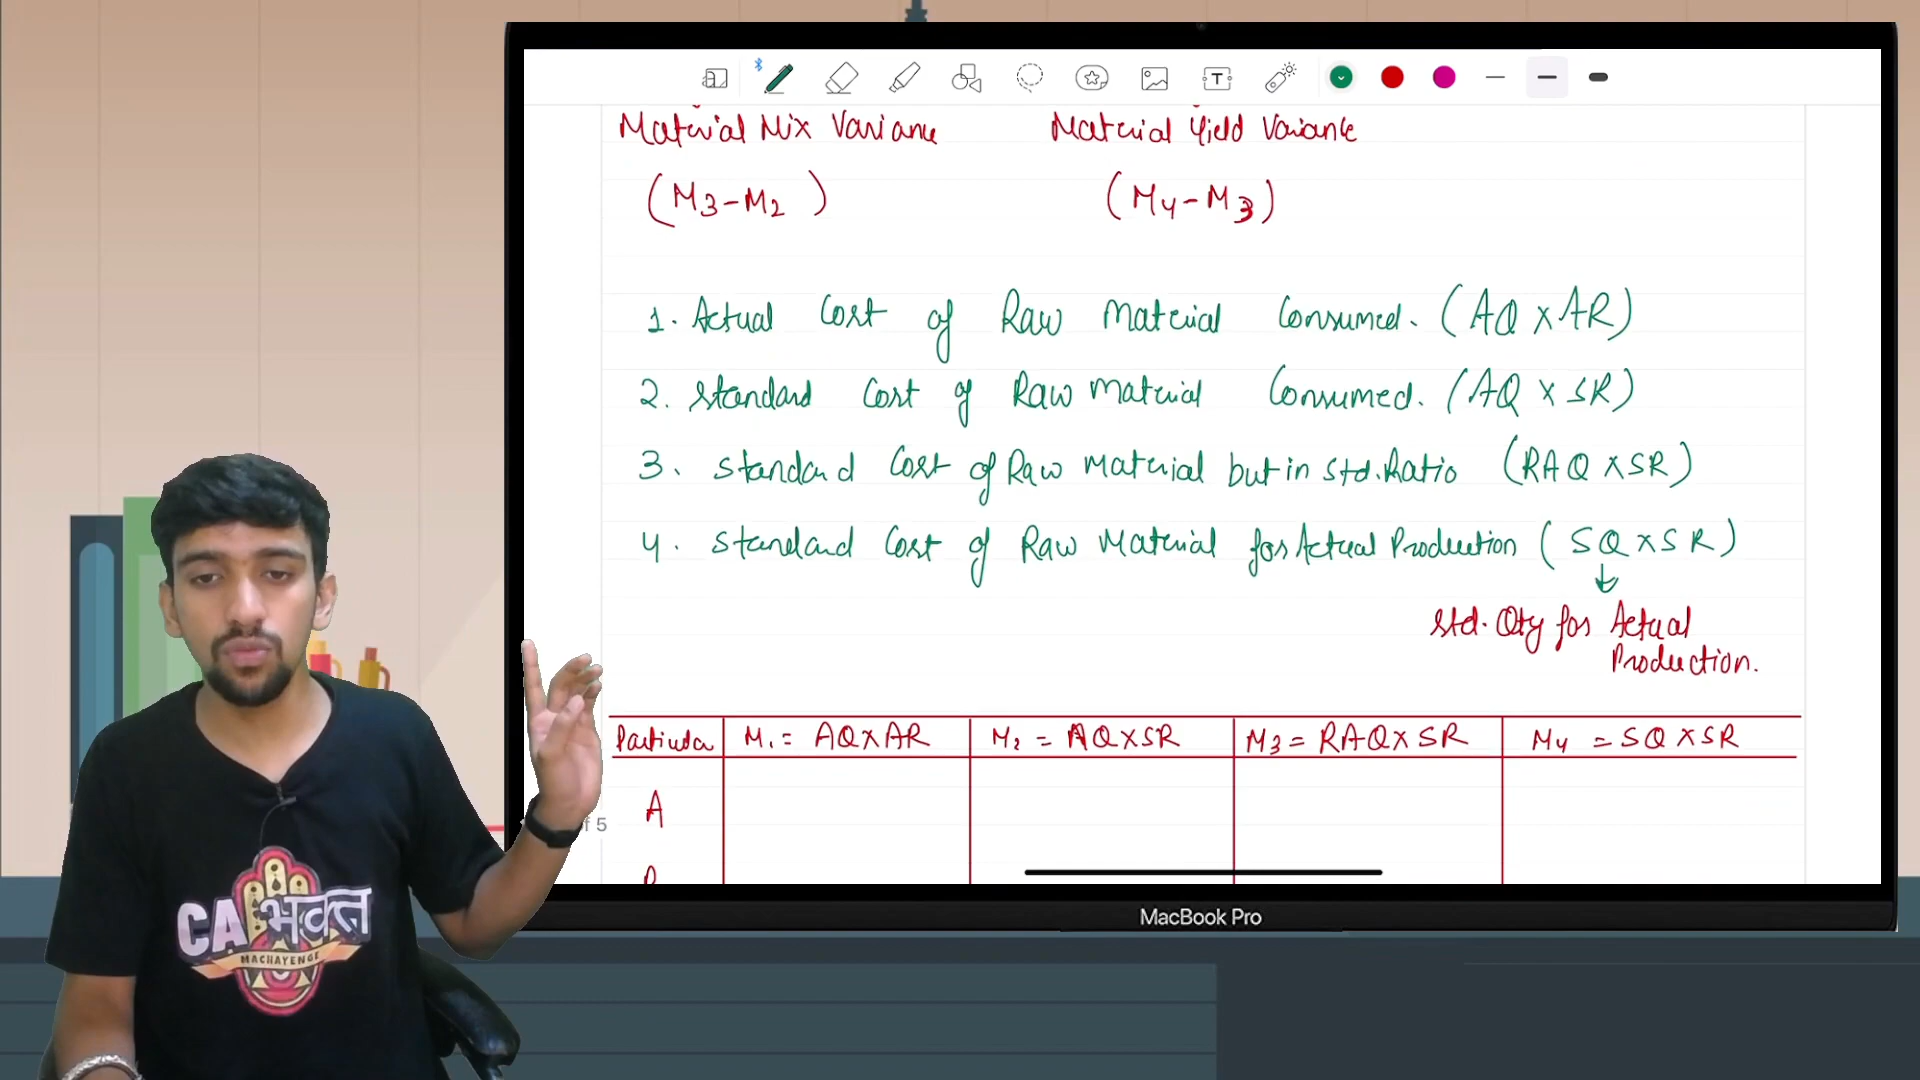 Material Mix Variance Material Yield Variance
(M3-M2) (M4-M3)
1. Actual Cost of Raw Material Consumed. (AQ X AR)
2. Standard Cost of Raw Material Consumed. (AQ X SR)
3. Standard Cost of Raw Material but in Std. Ratio (RAQ X SR)
4. Standard Cost of Raw Material for Actual Production (SQ X SR)
Std. Qty for Actual
Production.
Particular M1 = AQ X AR M2 = AQ X SR M3 = RAQ X SR M4 = SQ X SR
A
of 5
B
MacBook Pro
CA भक्त
MACHAYENGE